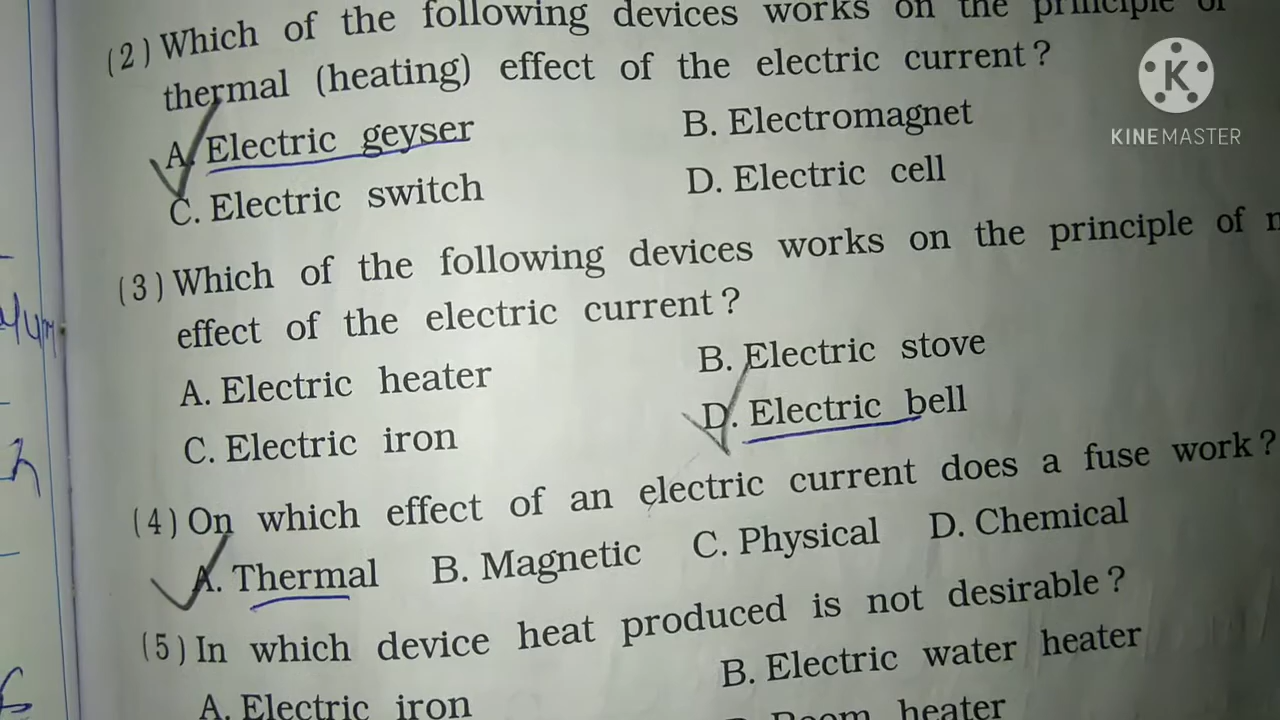 (2) Which of the following devices works on the principle of
thermal (heating) effect of the electric current?
A. Electric geyser B. Electromagnet
C. Electric switch D. Electric cell
(3) Which of the following devices works on the principle of
effect of the electric current?
A. Electric heater B. Electric stove
C. Electric iron D. Electric bell
(4) On which effect of an electric current does a fuse work?
A. Thermal B. Magnetic C. Physical D. Chemical
(5) In which device heat produced is not desirable?
A. Electric iron B. Electric water heater
Room heater
K
KINEMASTER